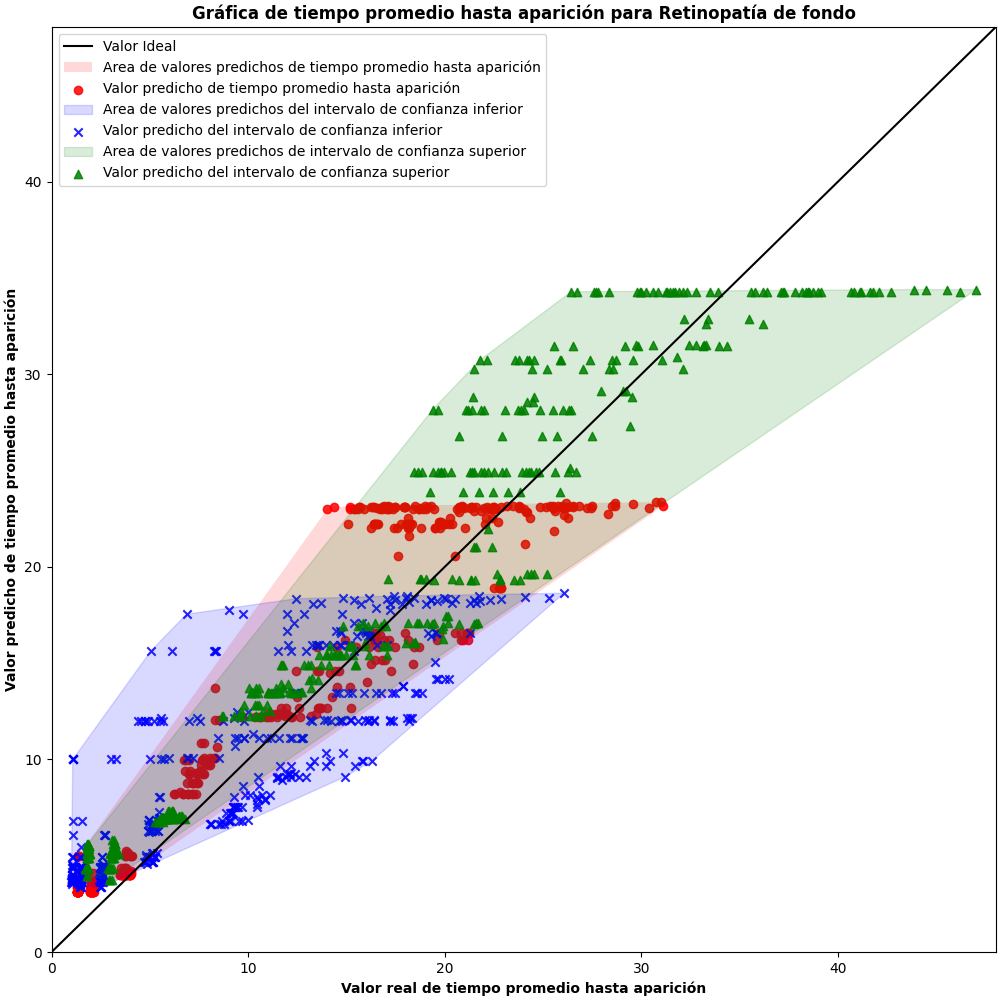 Gráfica de tiempo promedio hasta aparición para Retinopatía de fondo
Valor Ideal
Area de valores predichos de tiempo promedio hasta aparición
Valor predicho de tiempo promedio hasta aparición
Area de valores predichos del intervalo de confianza inferior
Valor predicho del intervalo de confianza inferior
Area de valores predichos de intervalo de confianza superior
Valor predicho del intervalo de confianza superior
Valor predicho de tiempo promedio hasta aparición
40
30
20
10
0
0 10 20 30 40
Valor real de tiempo promedio hasta aparición